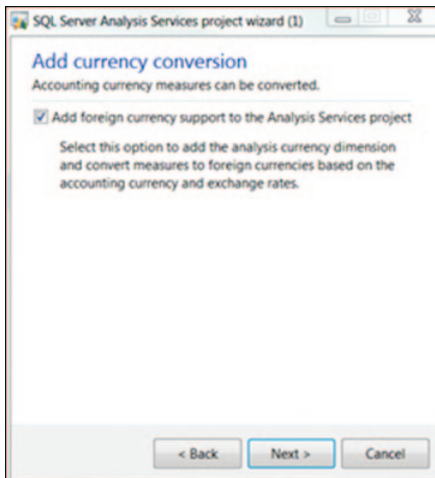 SQL Server Analysis Services project wizard (1)
Add currency conversion
Accounting currency measures can be converted.
Add foreign currency support to the Analysis Services project
Select this option to add the analysis currency dimension
and convert measures to foreign currencies based on the
accounting currency and exchange rates.
< Back Next > Cancel